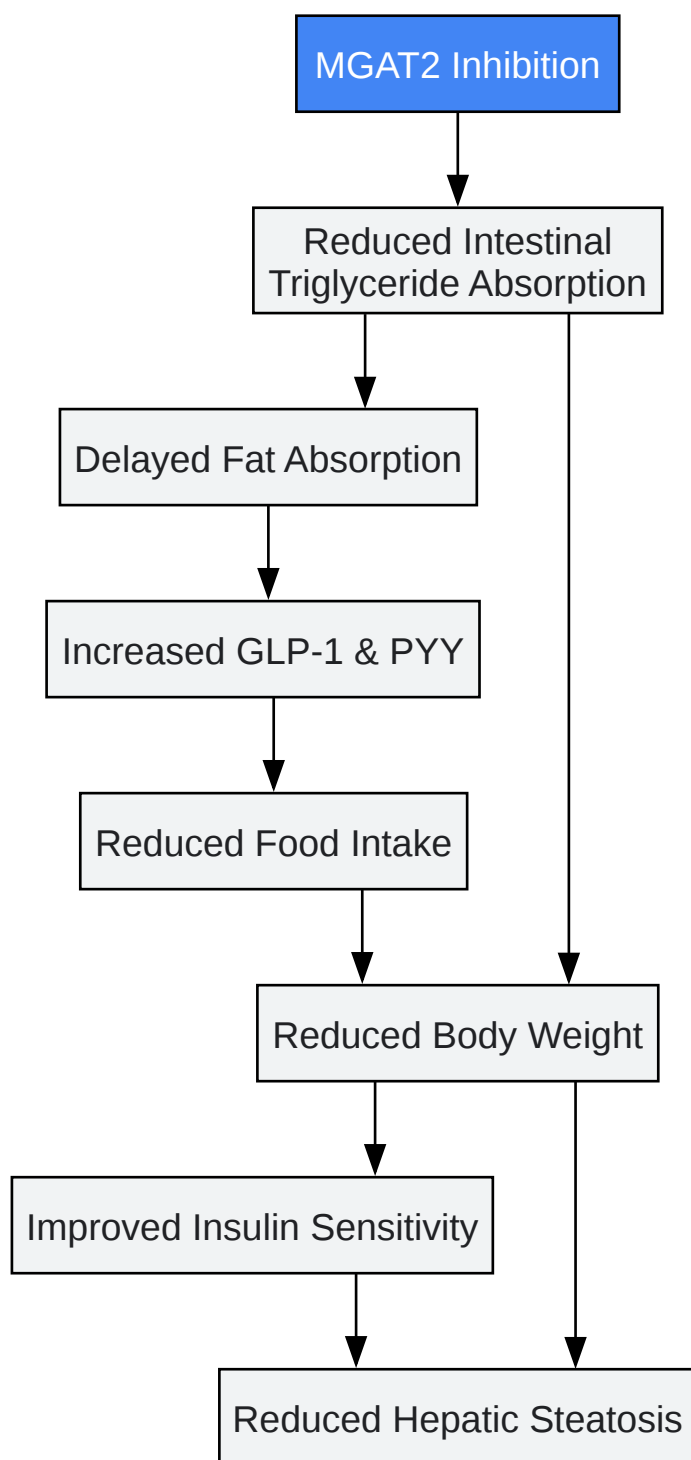 MGAT2 Inhibition
Reduced Intestinal
Triglyceride Absorption
Delayed Fat Absorption
Increased GLP-1 & PYY
Reduced Food Intake
Reduced Body Weight
Improved Insulin Sensitivity
Reduced Hepatic Steatosis